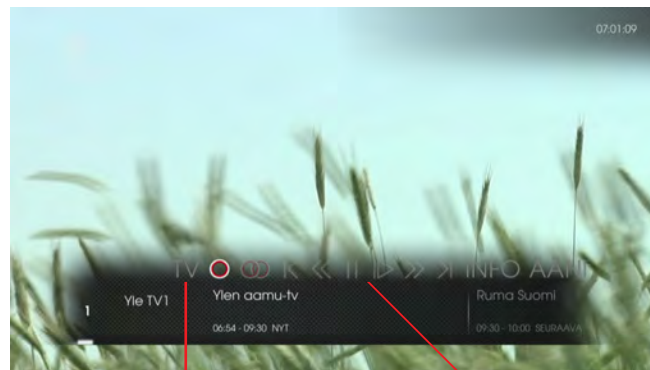 07:01:09
TV INFO ÄÄNI
1 Yle TV1 Ylen aamu-tv Ruma Suomi
06:54 - 09:30 NYT 09:30 - 10:00 SEURAAVA